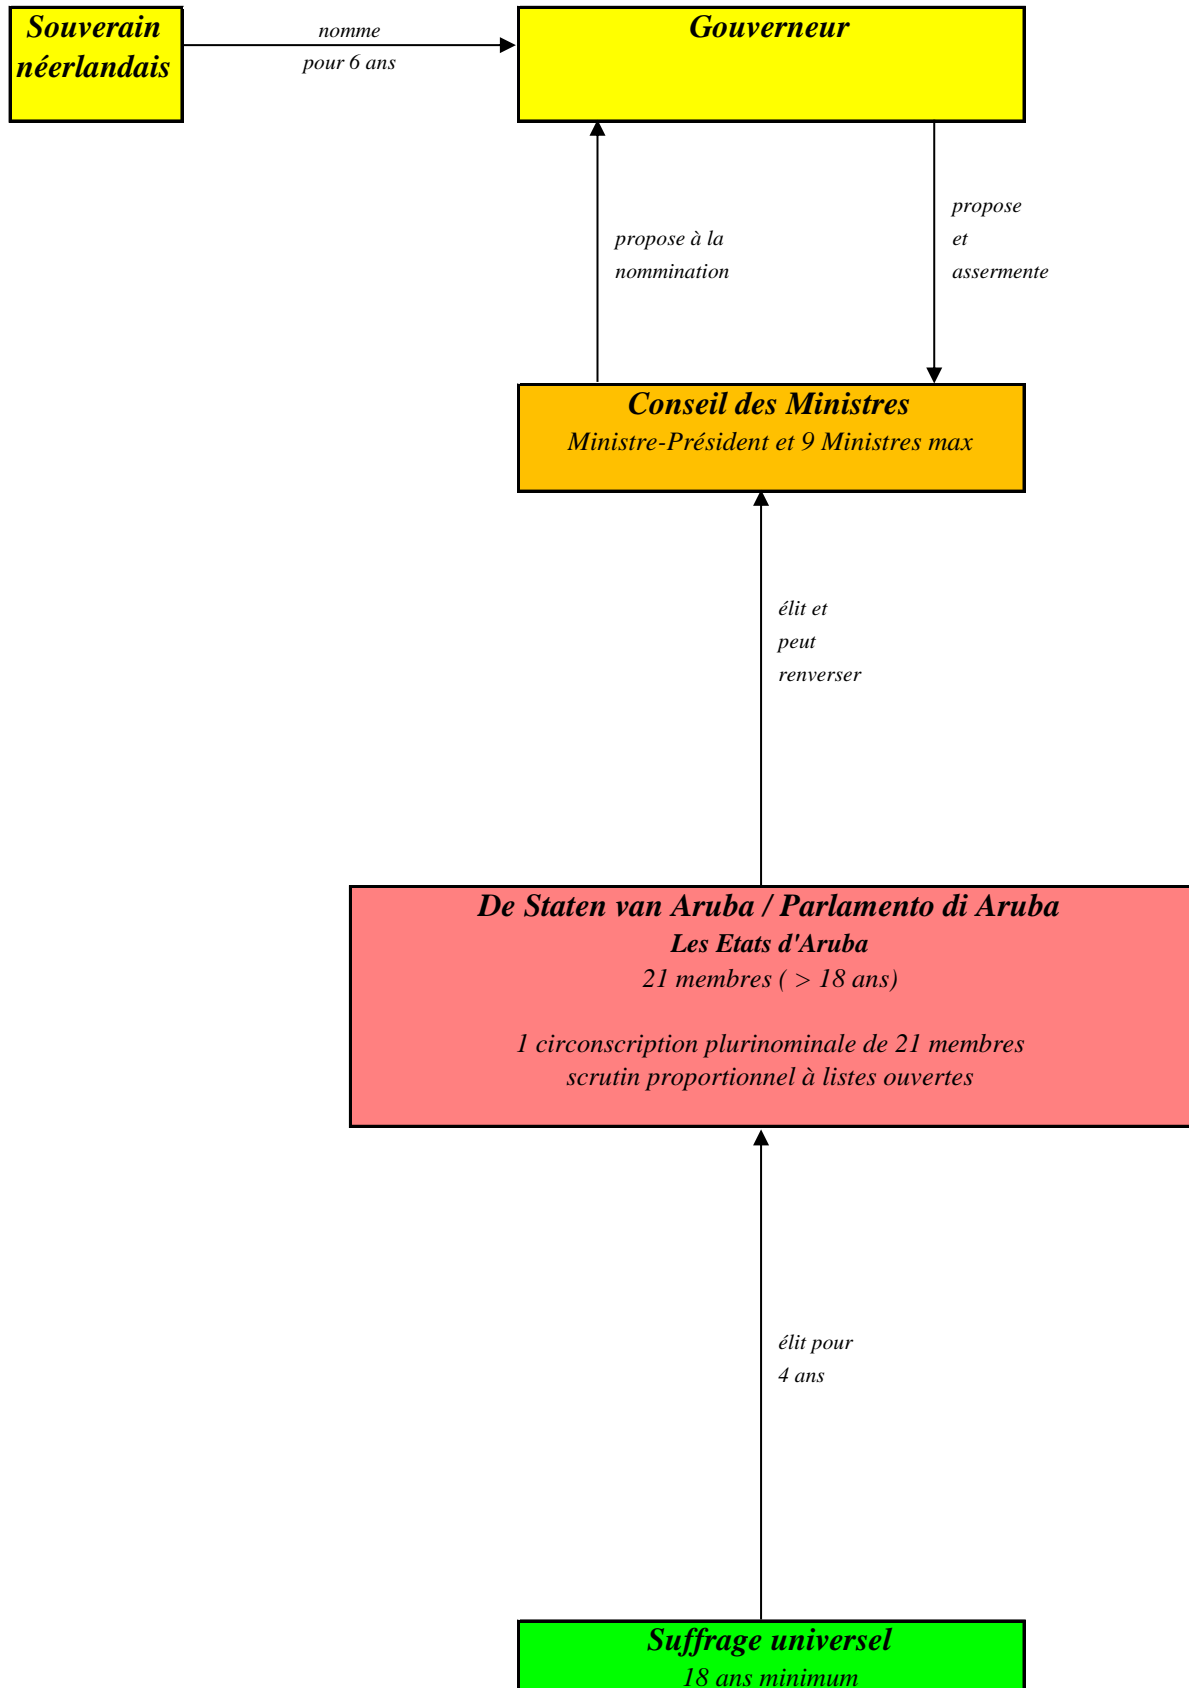 Souverain
néerlandais
nomme
pour 6 ans
Gouverneur
propose à la
nommination
propose
et
assermente
Conseil des Ministres
Ministre-Président et 9 Ministres max
élit et
peut
renverser
De Staten van Aruba / Parlamento di Aruba
Les Etats d'Aruba
21 membres ( > 18 ans)
1 circonscription plurinominale de 21 membres
scrutin proportionnel à listes ouvertes
élit pour
4 ans
Suffrage universel
18 ans minimum